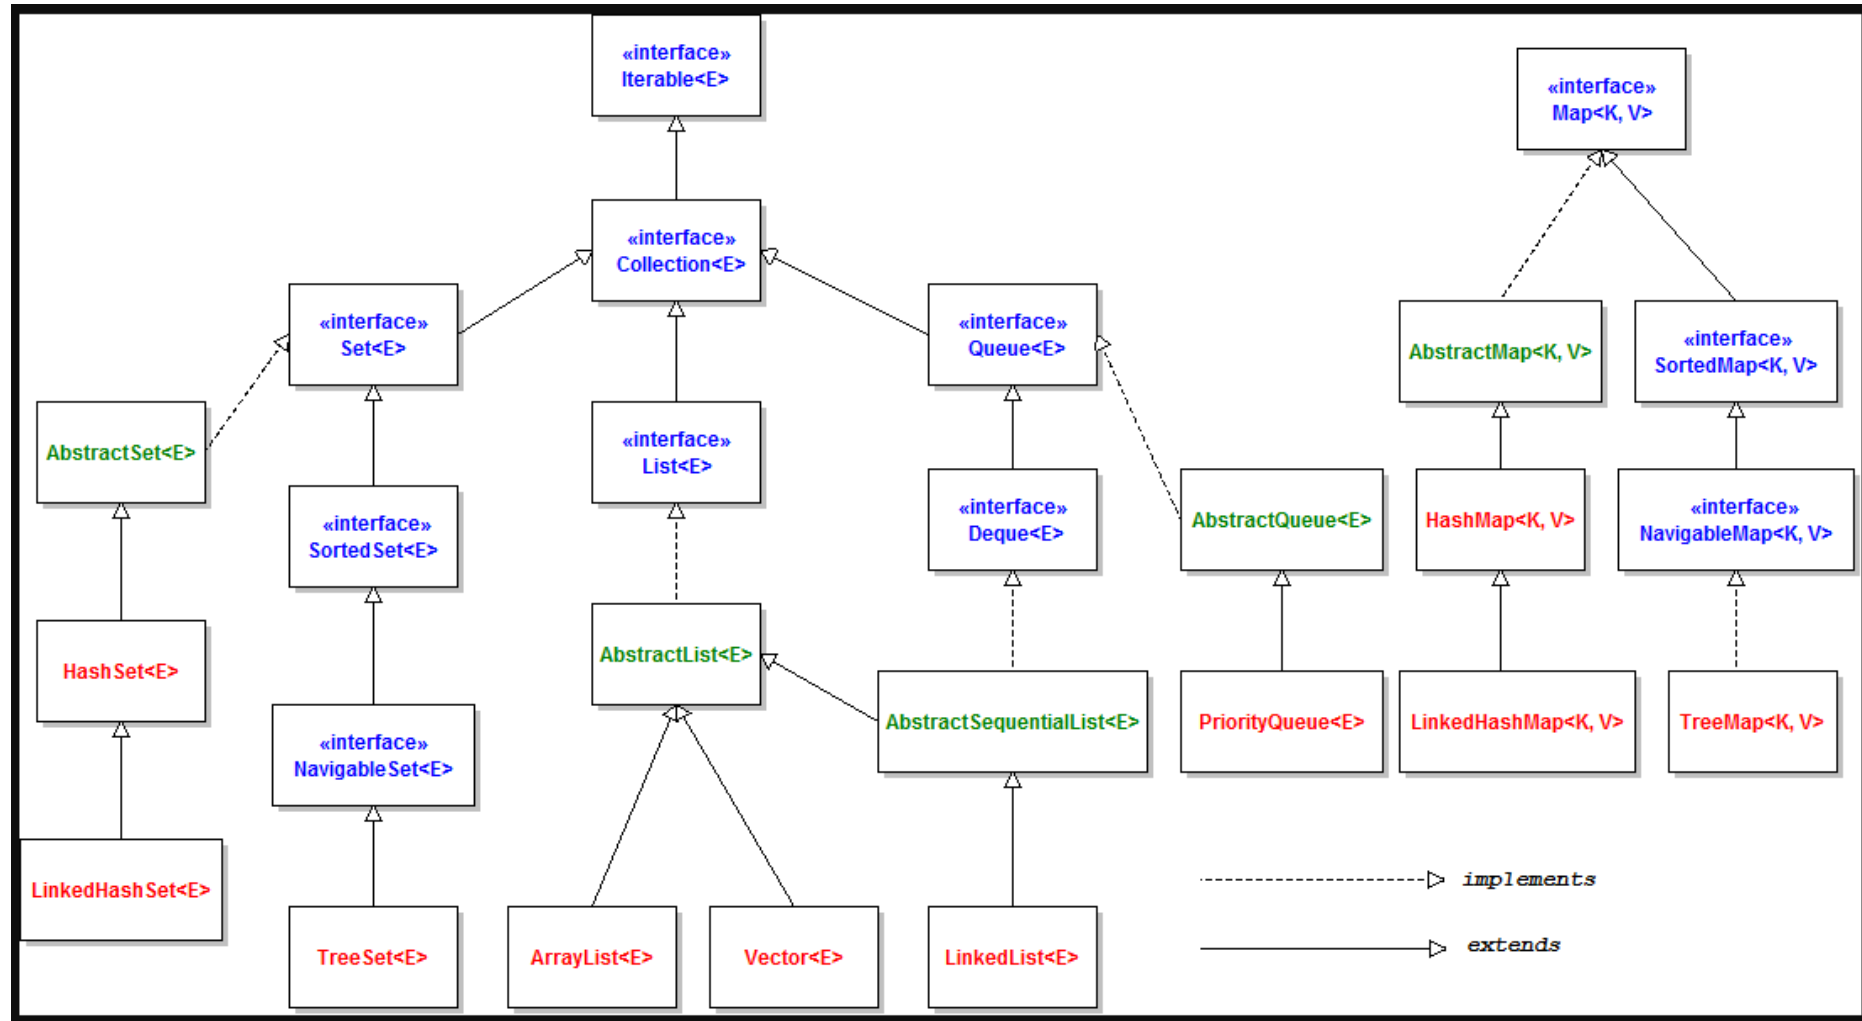 «interface»
Iterable<E>
«interface»
Map<K, V>
«interface»
Collection<E>
«interface»
Set<E>
«interface»
Queue<E>
AbstractMap<K, V>
«interface»
SortedMap<K, V>
AbstractSet<E>
«interface»
List<E>
«interface»
SortedSet<E>
«interface»
Deque<E>
AbstractQueue<E>
HashMap<K, V>
«interface»
NavigableMap<K, V>
HashSet<E>
AbstractList<E>
«interface»
NavigableSet<E>
AbstractSequentialList<E>
PriorityQueue<E>
LinkedHashMap<K, V>
TreeMap<K, V>
LinkedHashSet<E>
implements
TreeSet<E>
ArrayList<E>
Vector<E>
LinkedList<E>
extends